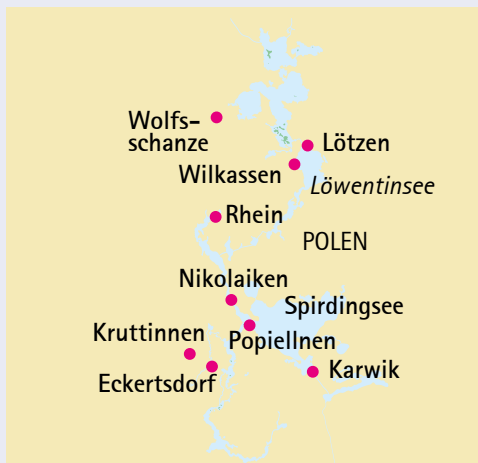 Wolfs-
schanze
Lötzen
Wilkassen
Löwentinsee
Rhein
POLEN
Nikolaiken
Spirdingsee
Kruttinnen
Popiellnen
Eckertsdorf
Karwik